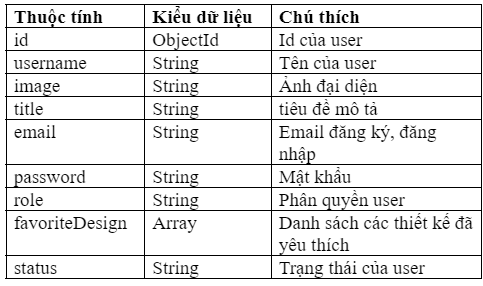 Thuộc tính Kiểu dữ liệu Chú thích
id ObjectId Id của user
username String Tên của user
image String Ảnh đại diện
title String tiêu đề mô tả
email String Email đăng ký, đăng
nhập
password String Mật khẩu
role String Phân quyền user
favoriteDesign Array Danh sách các thiết kế đã
yêu thích
status String Trạng thái của user